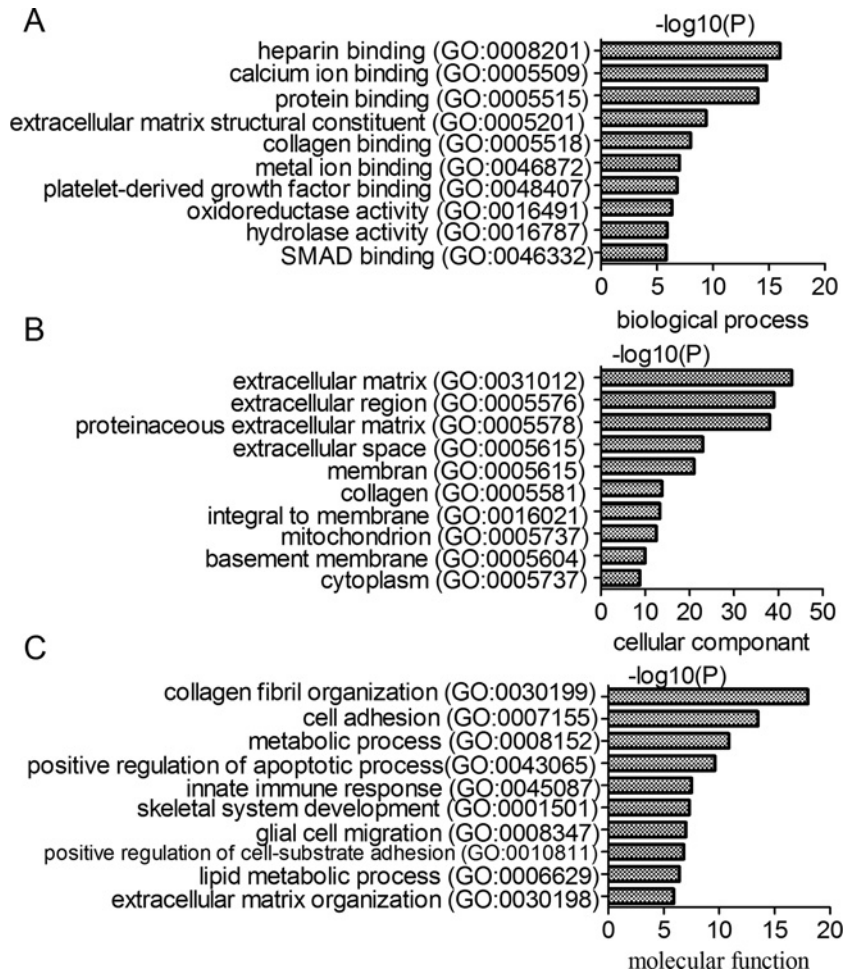 A
-log10(P)
heparin binding (GO:0008201)
calcium ion binding (GO:0005509)
protein binding (GO:0005515)
extracellular matrix structural constituent (GO:0005201)
collagen binding (GO:0005518)
metal ion binding (GO:0046872)
platelet-derived growth factor binding (GO:0048407)
oxidoreductase activity (GO:0016491)
hydrolase activity (GO:0016787)
SMAD binding (GO:0046332)
0 5 10 15 20
biological process
B
-log10(P)
extracellular matrix (GO:0031012)
extracellular region (GO:0005576)
proteinaceous extracellular matrix (GO:0005578)
extracellular space (GO:0005615)
membran (GO:0005615)
collagen (GO:0005581)
integral to membrane (GO:0016021)
mitochondrion (GO:0005737)
basement membrane (GO:0005604)
cytoplasm (GO:0005737)
0 10 20 30 40 50
cellular componant
C
-log10(P)
collagen fibril organization (GO:0030199)
cell adhesion (GO:0007155)
metabolic process (GO:0008152)
positive regulation of apoptotic process(GO:0043065)
innate immune response (GO:0045087)
skeletal system development (GO:0001501)
glial cell migration (GO:0008347)
positive regulation of cell-substrate adhesion (GO:0010811)
lipid metabolic process (GO:0006629)
extracellular matrix organization (GO:0030198)
0 5 10 15 20
molecular function